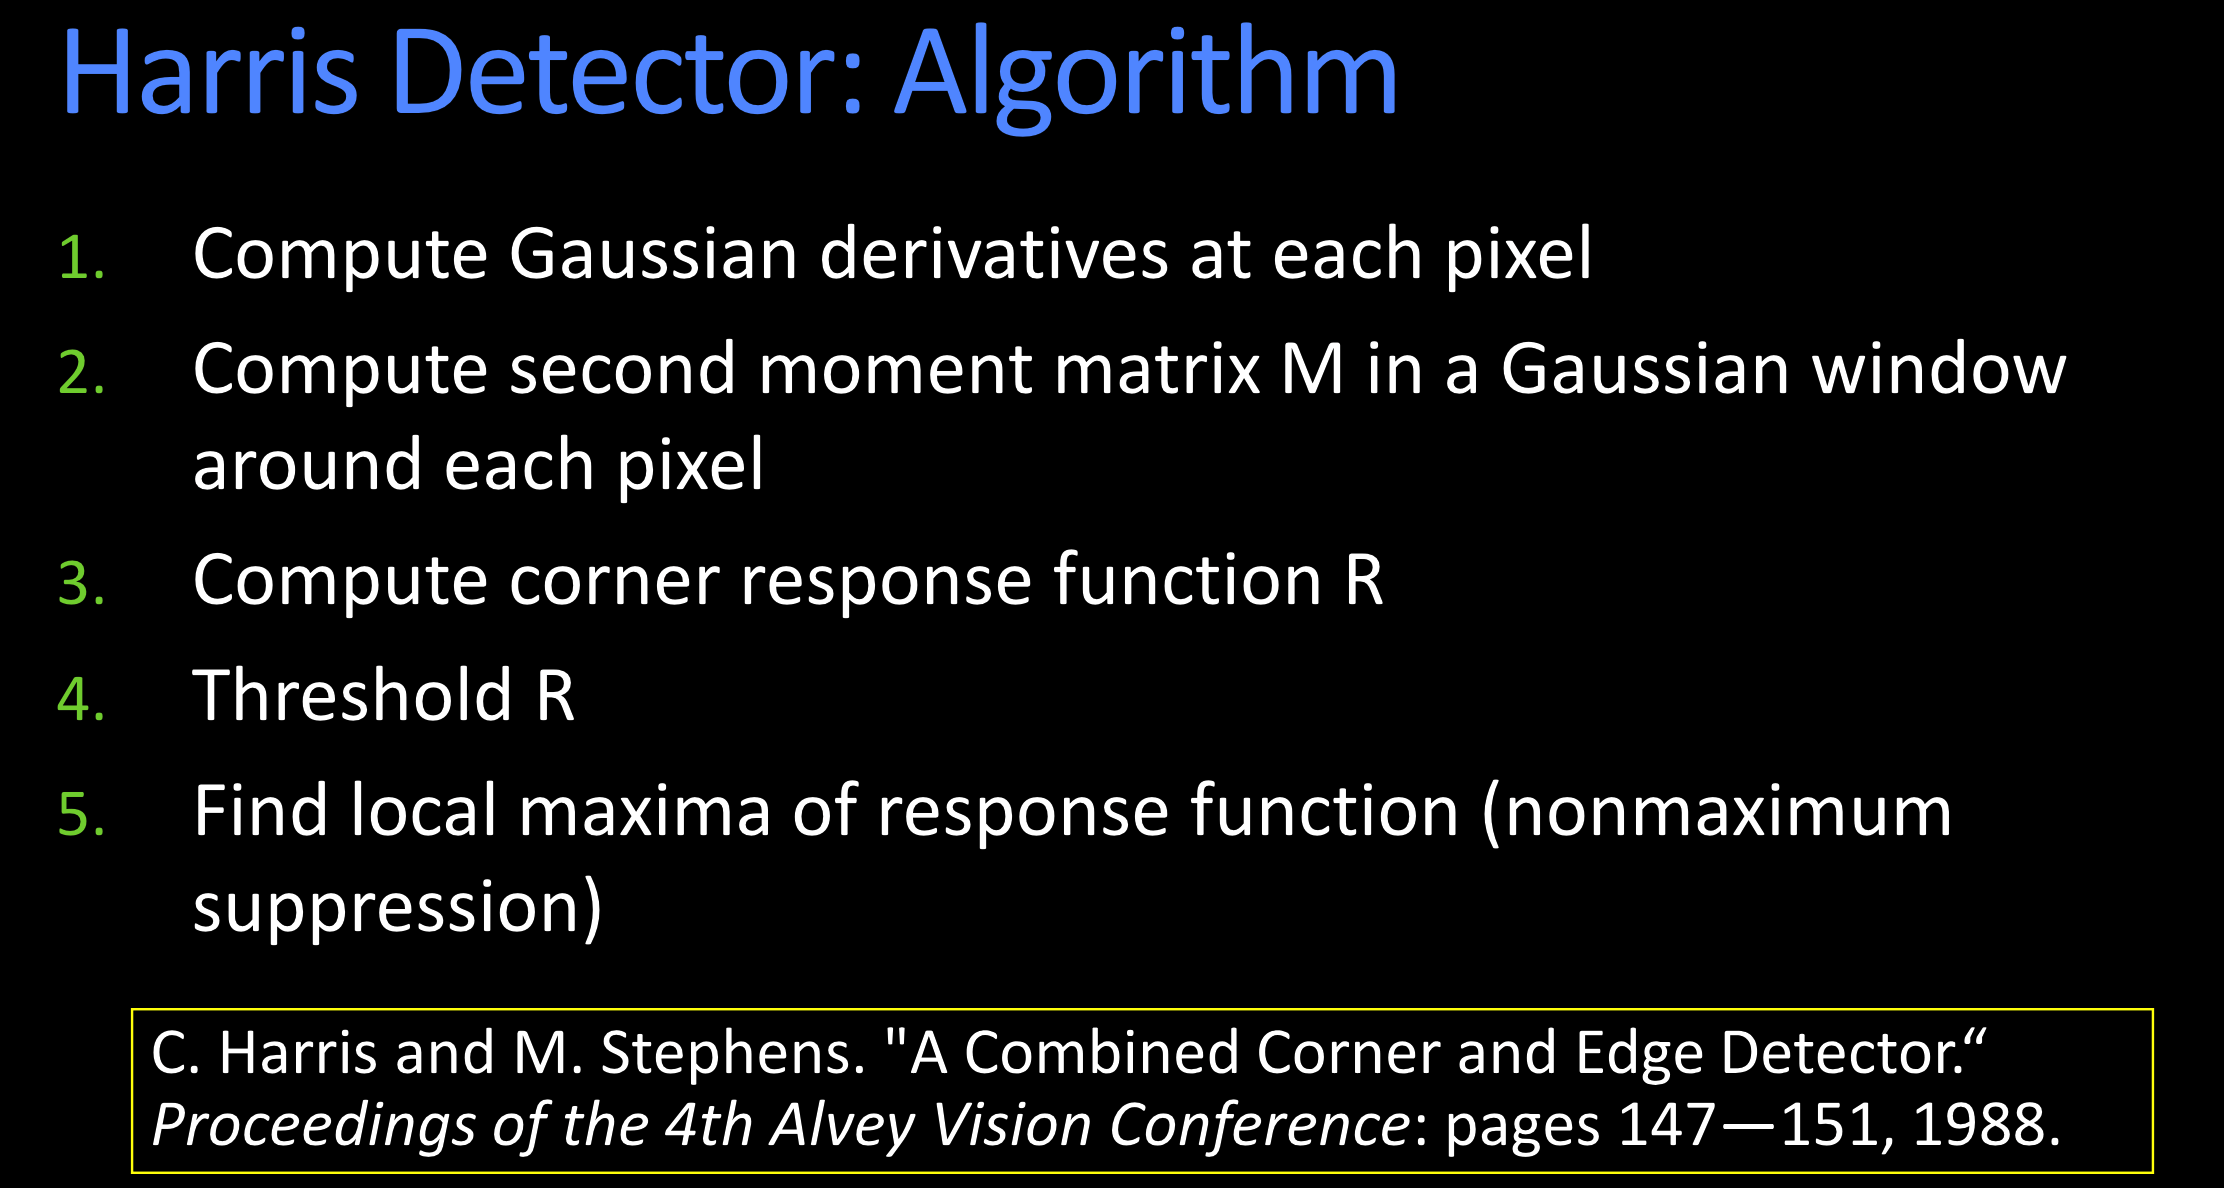 Harris Detector: Algorithm
1. Compute Gaussian derivatives at each pixel
2. Compute second moment matrix M in a Gaussian window
around each pixel
3. Compute corner response function R
4. Threshold R
5. Find local maxima of response function (nonmaximum
suppression)
C. Harris and M. Stephens. "A Combined Corner and Edge Detector.“
Proceedings of the 4th Alvey Vision Conference: pages 147—151, 1988.